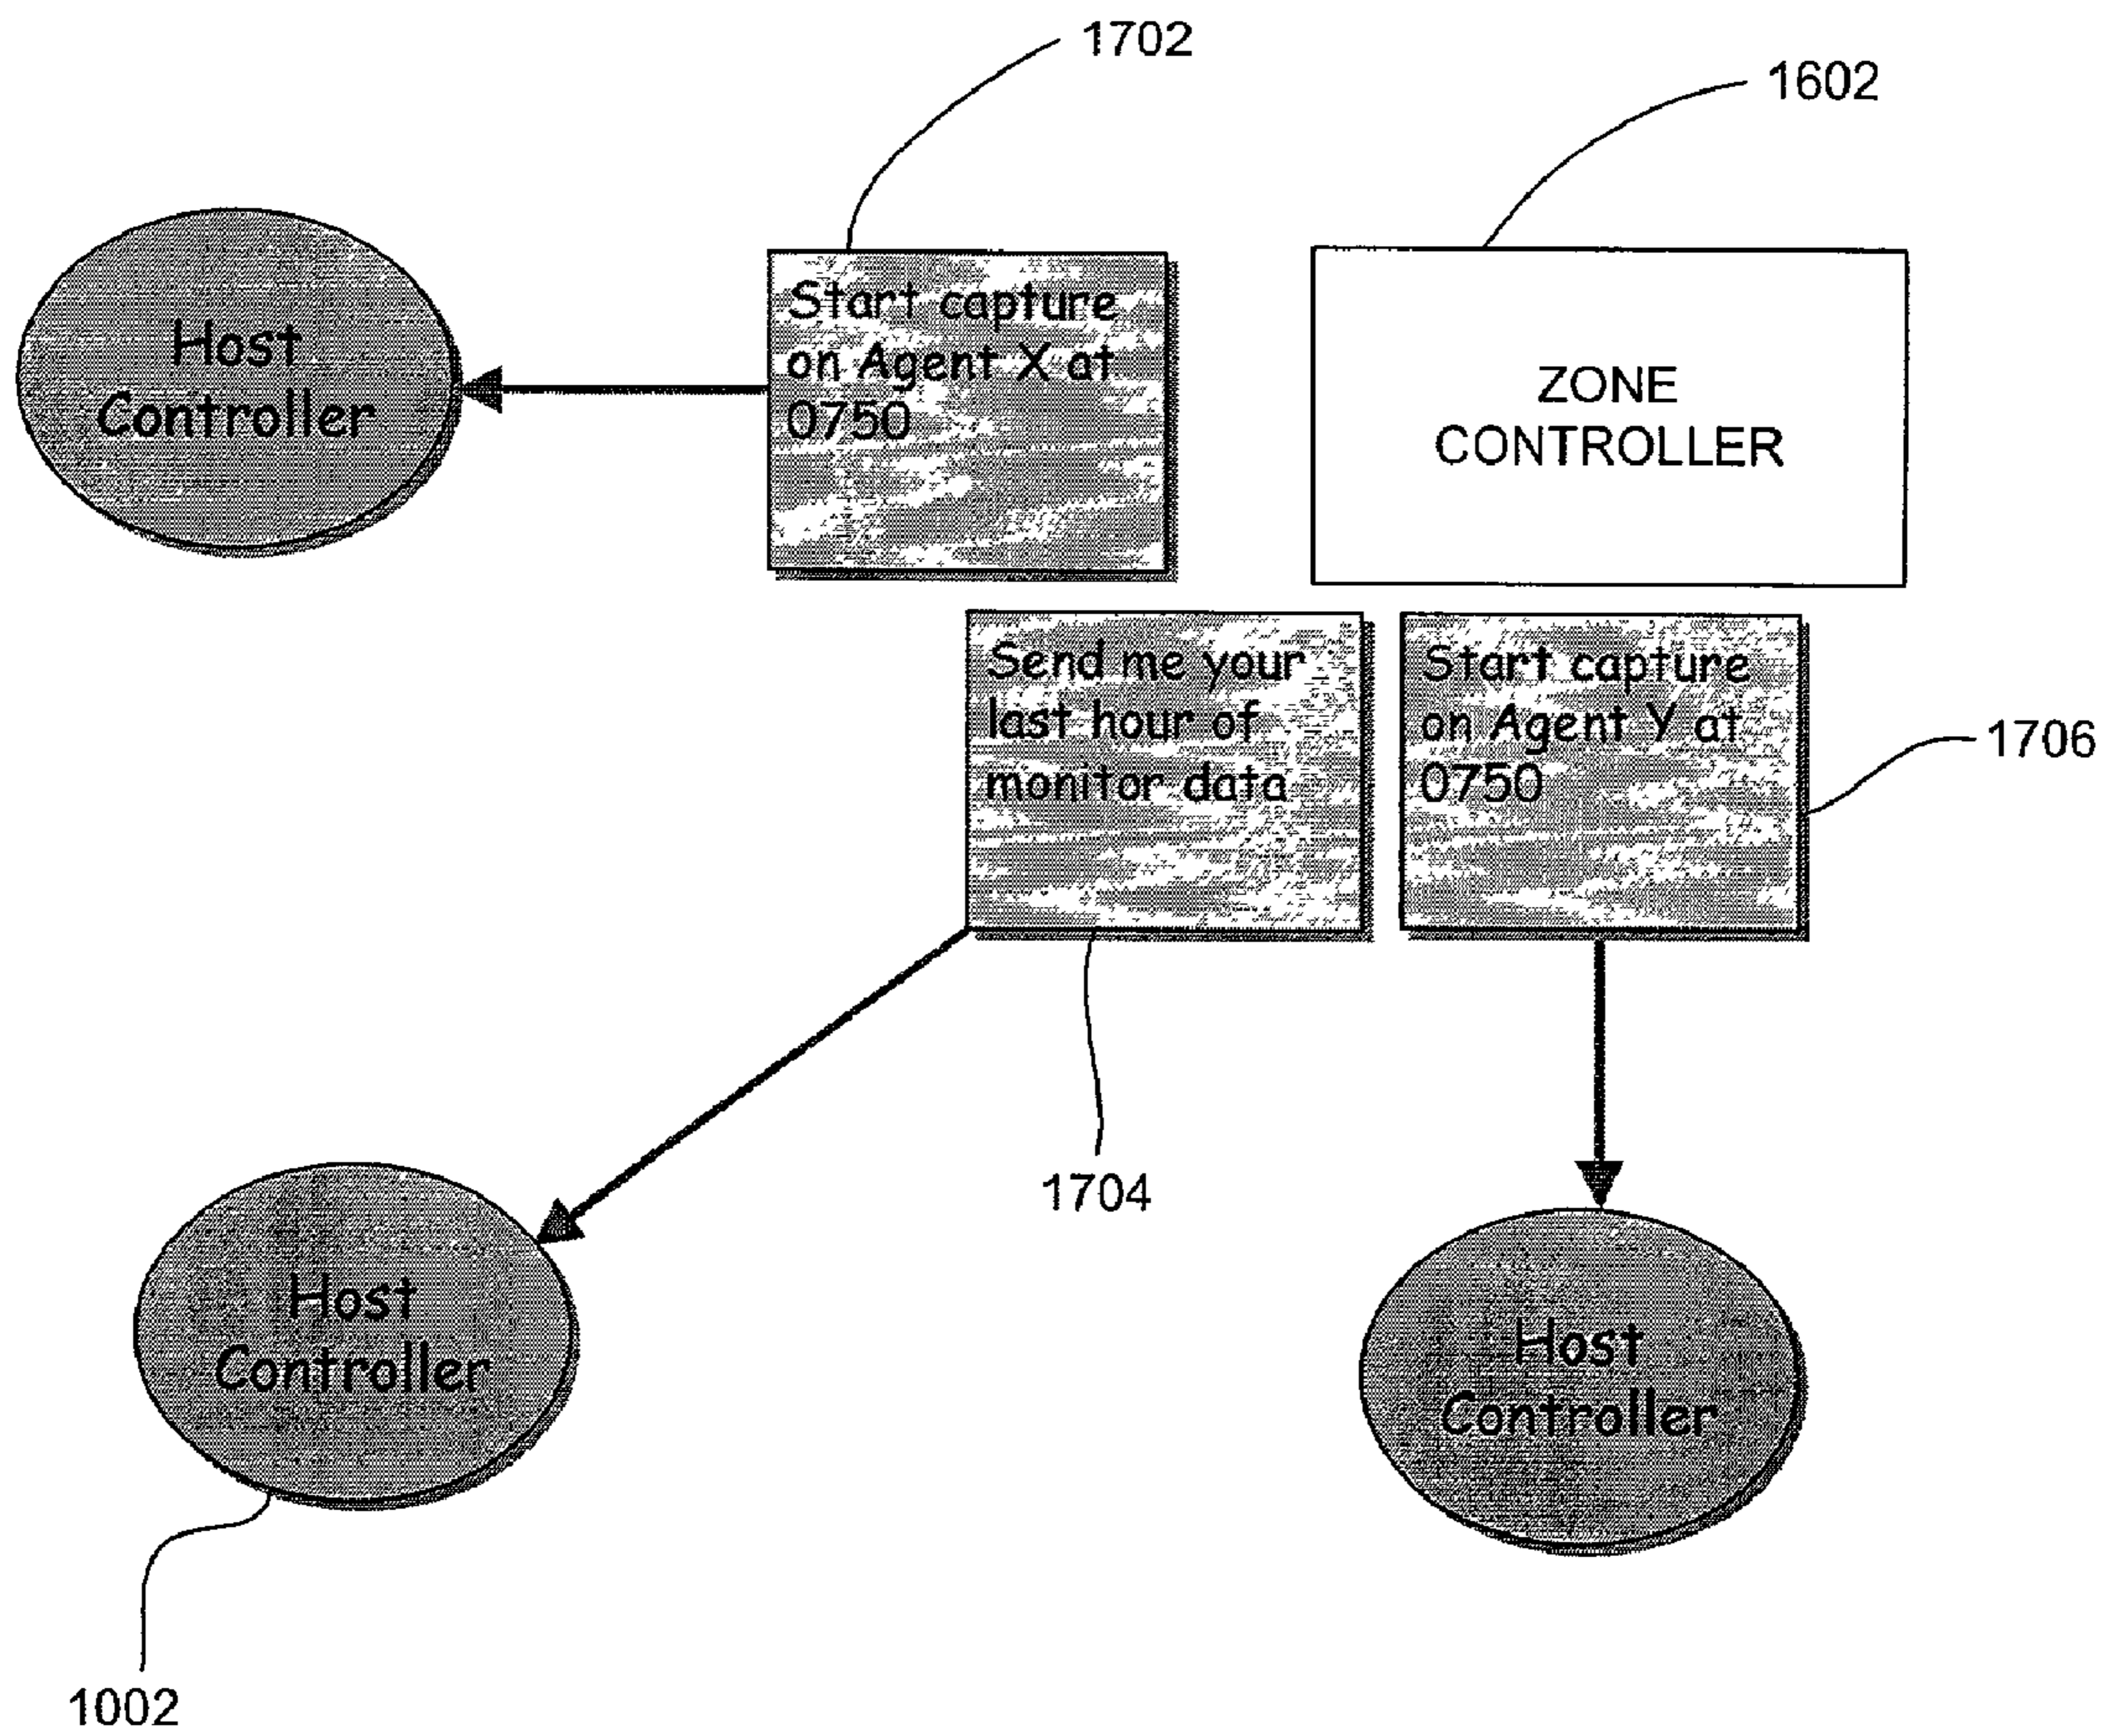 1702
1602
Host
Controller
Start capture
on Agent X at
0750
ZONE
CONTROLLER
Send me your
last hour of
monitor data
Start capture
on Agent Y at
0750
1706
1704
Host
Controller
Host
Controller
1002